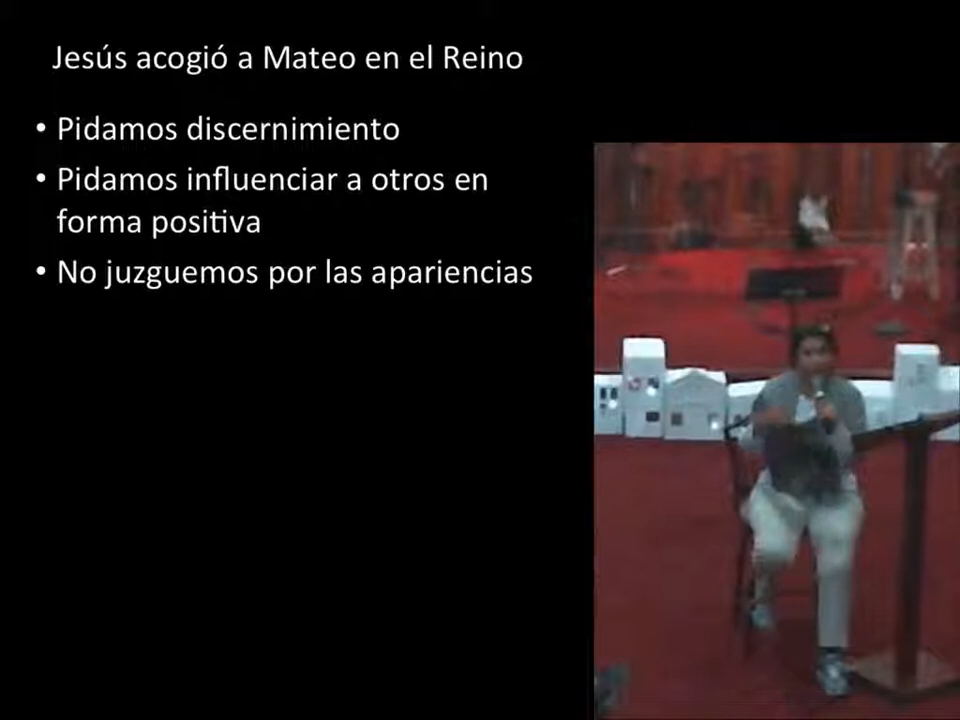 Jesús acogió a Mateo en el Reino
• Pidamos discernimiento
• Pidamos influenciar a otros en
forma positiva
• No juzguemos por las apariencias